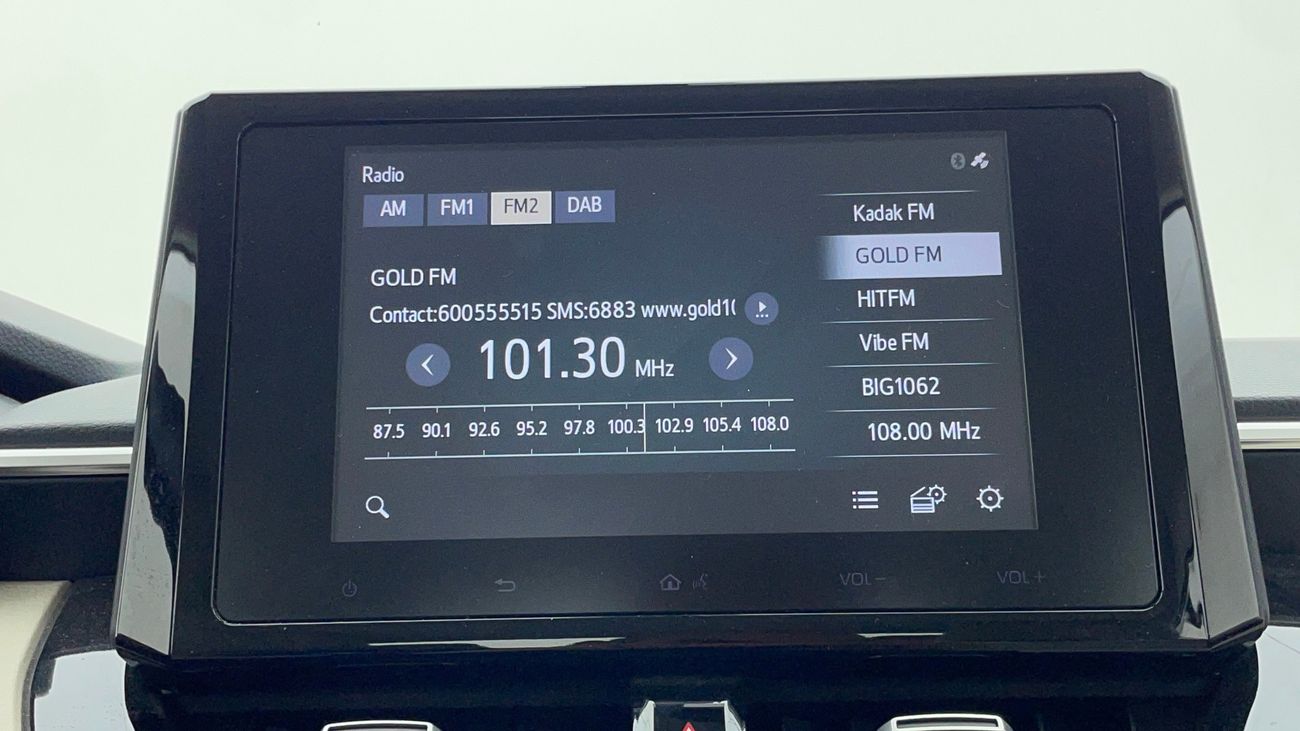 Radio
AM FM1 FM2 DAB
GOLD FM
Contact:600555515 SMS:6883 www.gold1
101.30 MHz
87.5 90.1 92.6 95.2 97.8 100.3 102.9 105.4 108.0
Kadak FM
GOLD FM
HITFM
Vibe FM
BIG1062
108.00 MHz
VOL− VOL+